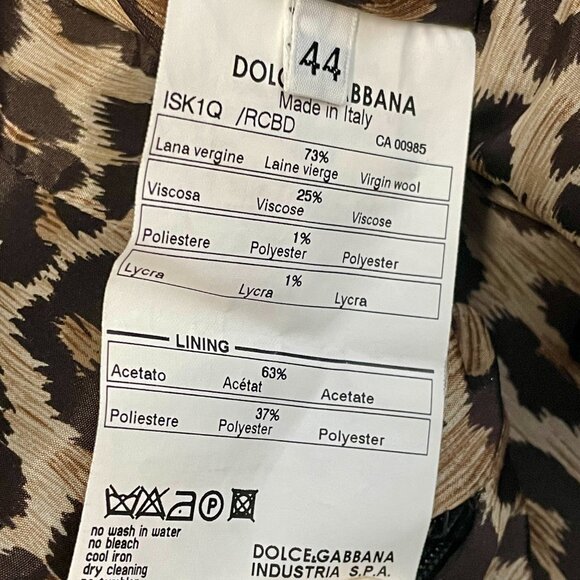 44
DOLC GABBANA
Made in Italy
ISK1Q /RCBD
CA 00985
73%
Lana vergine Laine vierge Virgin wool
25%
Viscosa Viscose Viscose
1%
Poliestere Polyester Polyester
1%
Lycra Lycra Lycra
LINING
63%
Acetato Acétat Acetate
37%
Poliestere Polyester Polyester
P
no wash in water
no bleach
cool iron
dry cleaning
DOLCE&GABBANA
INDUSTRIA S.P.A.